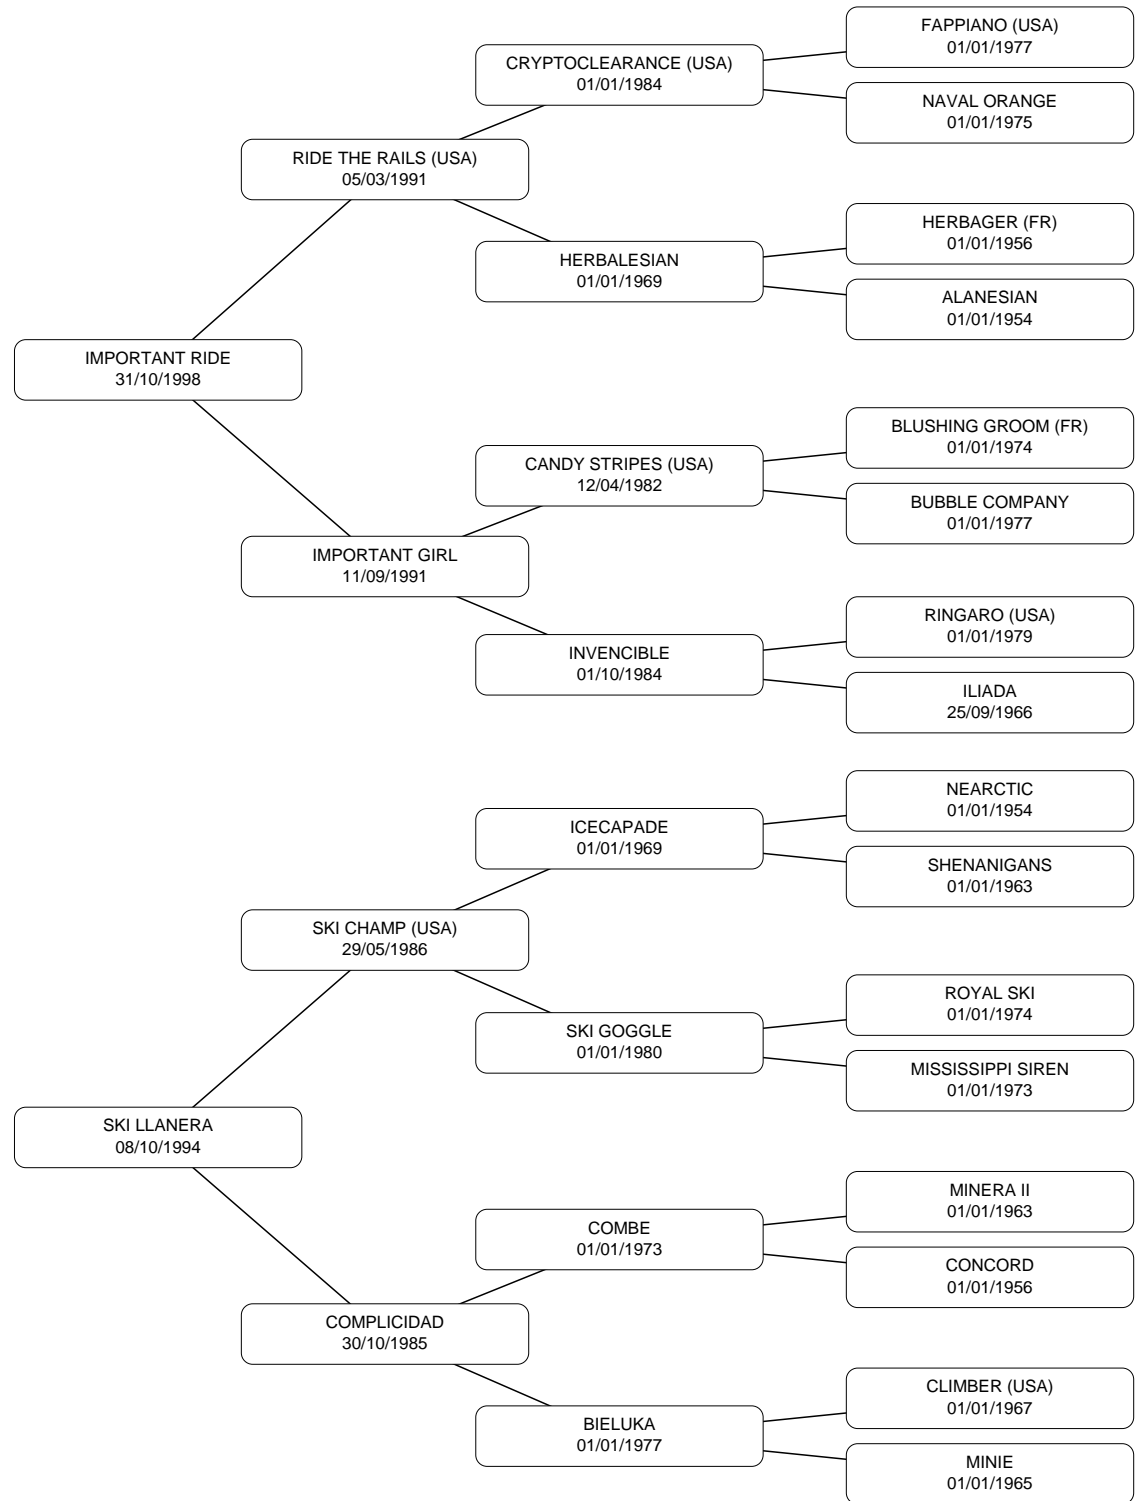 FAPPIANO (USA)
01/01/1977
CRYPTOCLEARANCE (USA)
01/01/1984
NAVAL ORANGE
01/01/1975
RIDE THE RAILS (USA)
05/03/1991
HERBAGER (FR)
01/01/1956
HERBALESIAN
01/01/1969
ALANESIAN
01/01/1954
IMPORTANT RIDE
31/10/1998
BLUSHING GROOM (FR)
01/01/1974
CANDY STRIPES (USA)
12/04/1982
BUBBLE COMPANY
01/01/1977
IMPORTANT GIRL
11/09/1991
RINGARO (USA)
01/01/1979
INVENCIBLE
01/10/1984
ILIADA
25/09/1966
NEARCTIC
01/01/1954
ICECAPADE
01/01/1969
SHENANIGANS
01/01/1963
SKI CHAMP (USA)
29/05/1986
ROYAL SKI
01/01/1974
SKI GOGGLE
01/01/1980
MISSISSIPPI SIREN
01/01/1973
SKI LLANERA
08/10/1994
MINERA II
01/01/1963
COMBE
01/01/1973
CONCORD
01/01/1956
COMPLICIDAD
30/10/1985
CLIMBER (USA)
01/01/1967
BIELUKA
01/01/1977
MINIE
01/01/1965